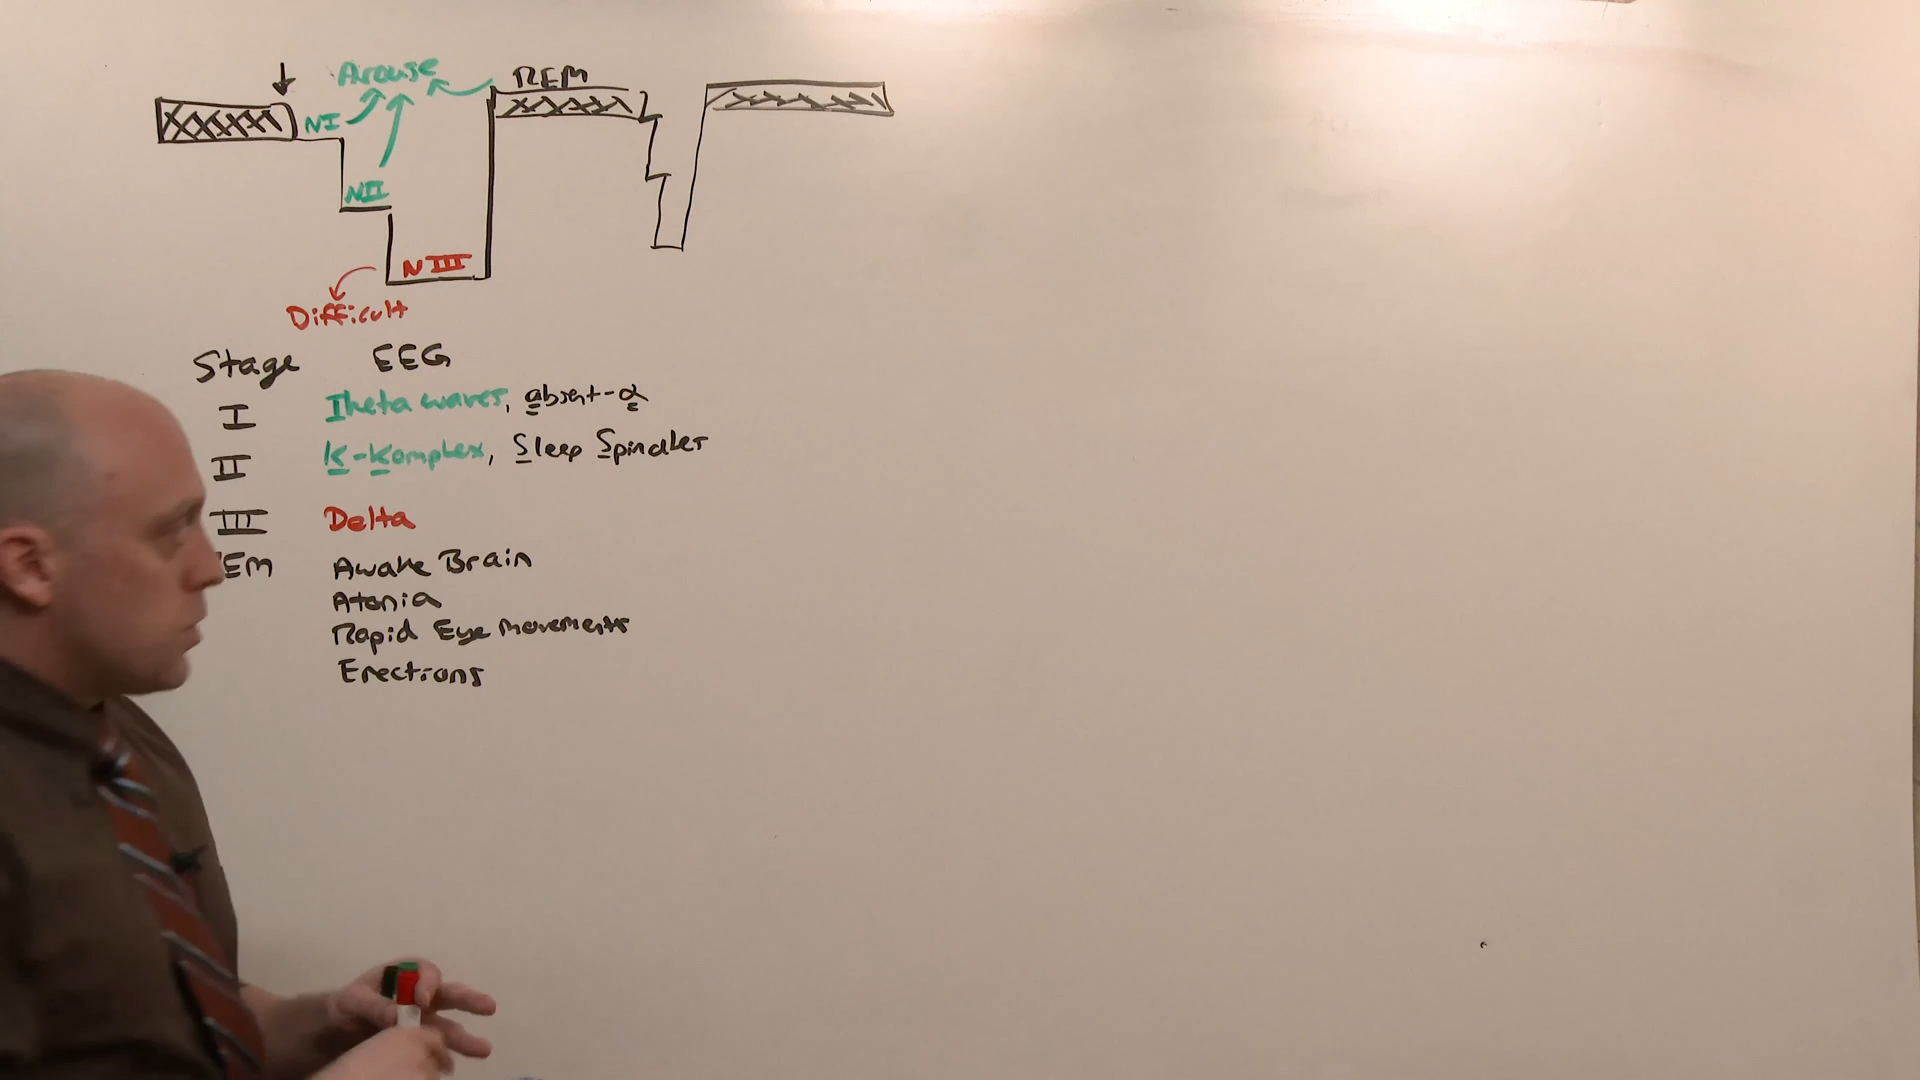 Arouse
REM
NI
NII
NIII
Difficult
Stage EEG
I Theta waves, absent-α
II K-Komplex, Sleep Spindles
III Delta
EM Awake Brain
Atonia
Rapid Eye Movements
Erections